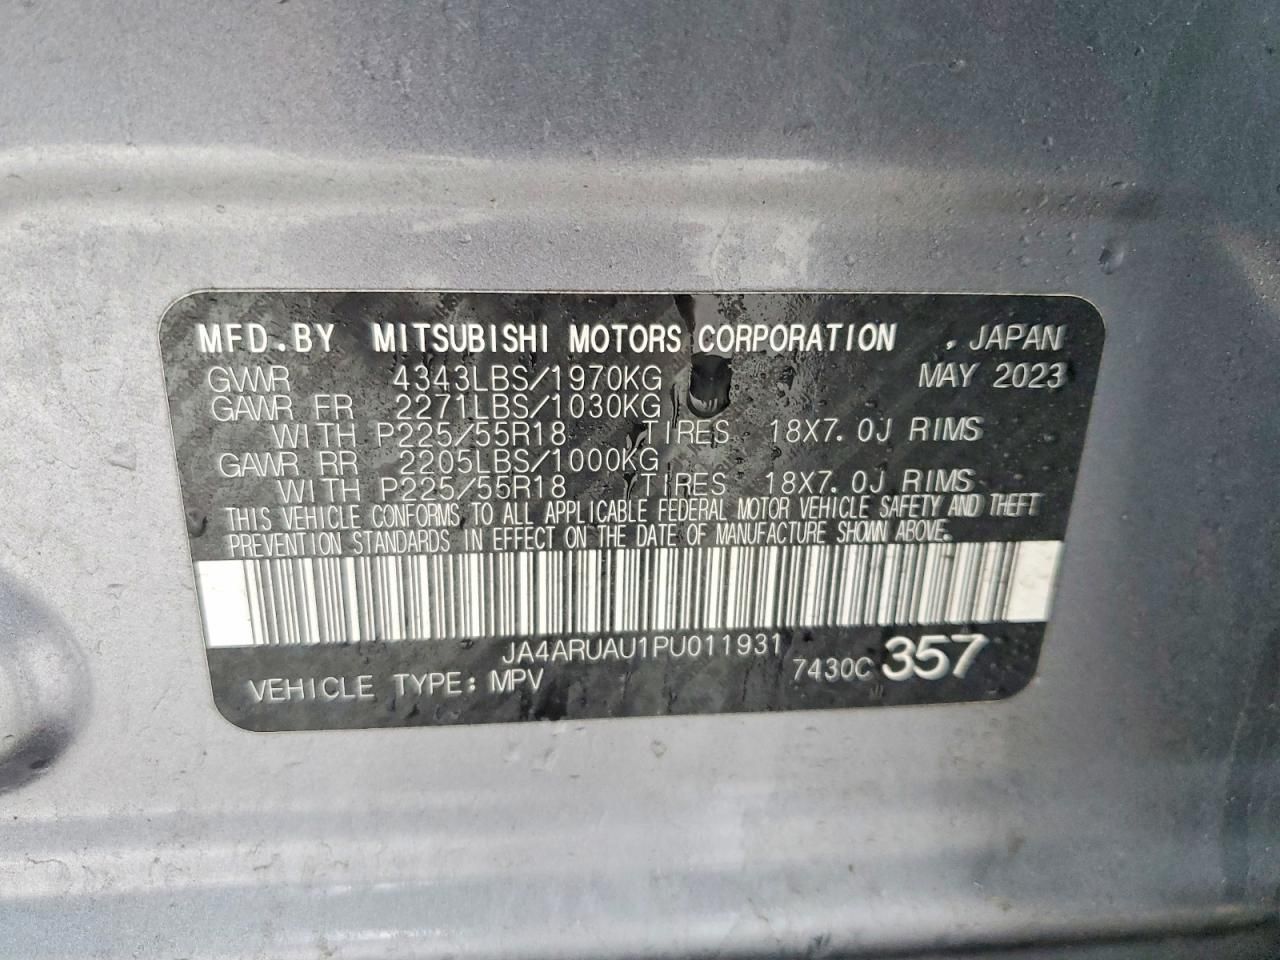 MFD.BY MITSUBISHI MOTORS CORPORATION , JAPAN
GVWR 4343LBS/1970KG MAY 2023
GAWR FR 2271LBS/1030KG
WITH P225/55R18 TIRES 18X7.0J RIMS
GAWR RR 2205LBS/1000KG
WITH P225/55R18 TIRES 18X7.0J RIMS
THIS VEHICLE CONFORMS TO ALL APPLICABLE FEDERAL MOTOR VEHICLE SAFETY AND THEFT
PREVENTION STANDARDS IN EFFECT ON THE DATE OF MANUFACTURE SHOWN ABOVE.
JA4ARUAU1PU011931
VEHICLE TYPE: MPV 7430C 357